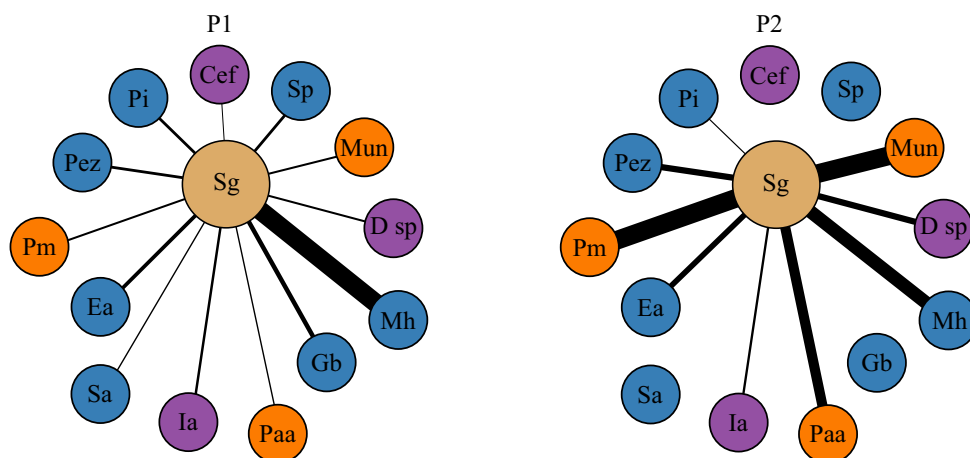 P1
Cef
Sp
Pi
Mun
Pez
Sg
D sp
Pm
Ea
Mh
Gb
Sa
Ia
Paa
P2
Cef
Sp
Pi
Mun
Pez
Sg
D sp
Pm
Ea
Mh
Gb
Sa
Ia
Paa